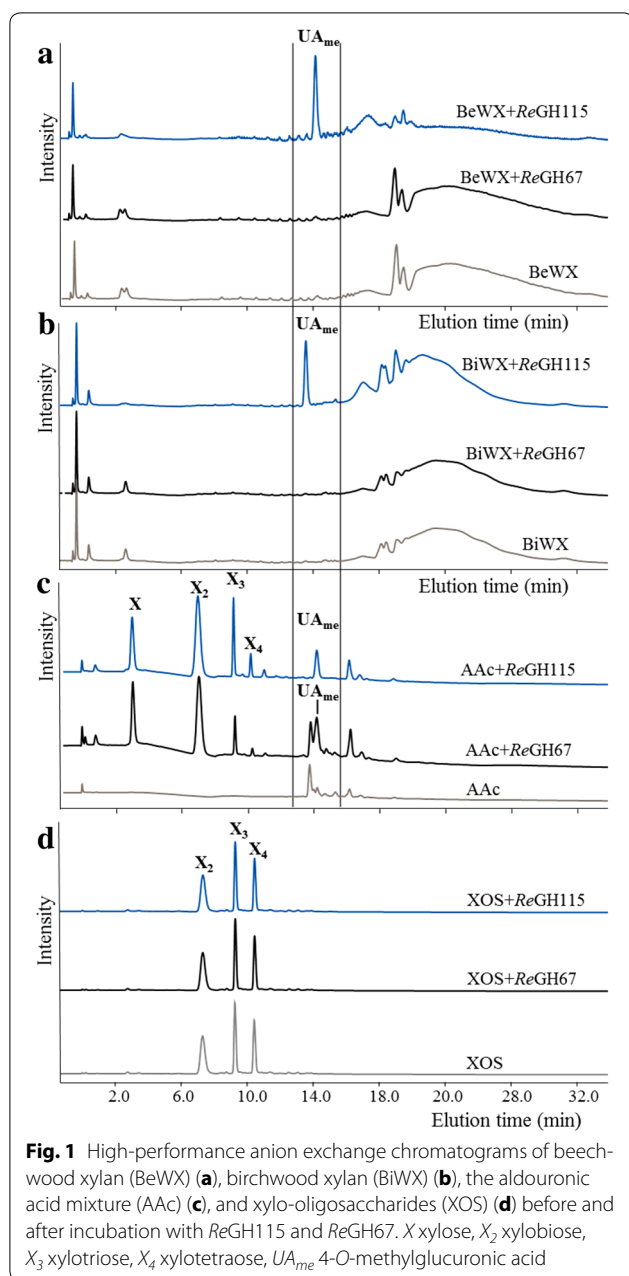 a
UAme
Intensity
BeWX+ReGH115
BeWX+ReGH67
BeWX
Elution time (min)
b
UAme
Intensity
BiWX+ReGH115
BiWX+ReGH67
BiWX
Elution time (min)
c
X
X2
X3
X4
UAme
Intensity
AAc+ReGH115
UAme
AAc+ReGH67
AAc
d
X2
X3
X4
Intensity
XOS+ReGH115
XOS+ReGH67
XOS
2.0 6.0 10.0 14.0 18.0 20.0 28.0 32.0
Elution time (min)
Fig. 1 High-performance anion exchange chromatograms of beech-
wood xylan (BeWX) (a), birchwood xylan (BiWX) (b), the aldouronic
acid mixture (AAc) (c), and xylo-oligosaccharides (XOS) (d) before and
after incubation with ReGH115 and ReGH67. X xylose, X2 xylobiose,
X3 xylotriose, X4 xylotetraose, UAme 4-O-methylglucuronic acid